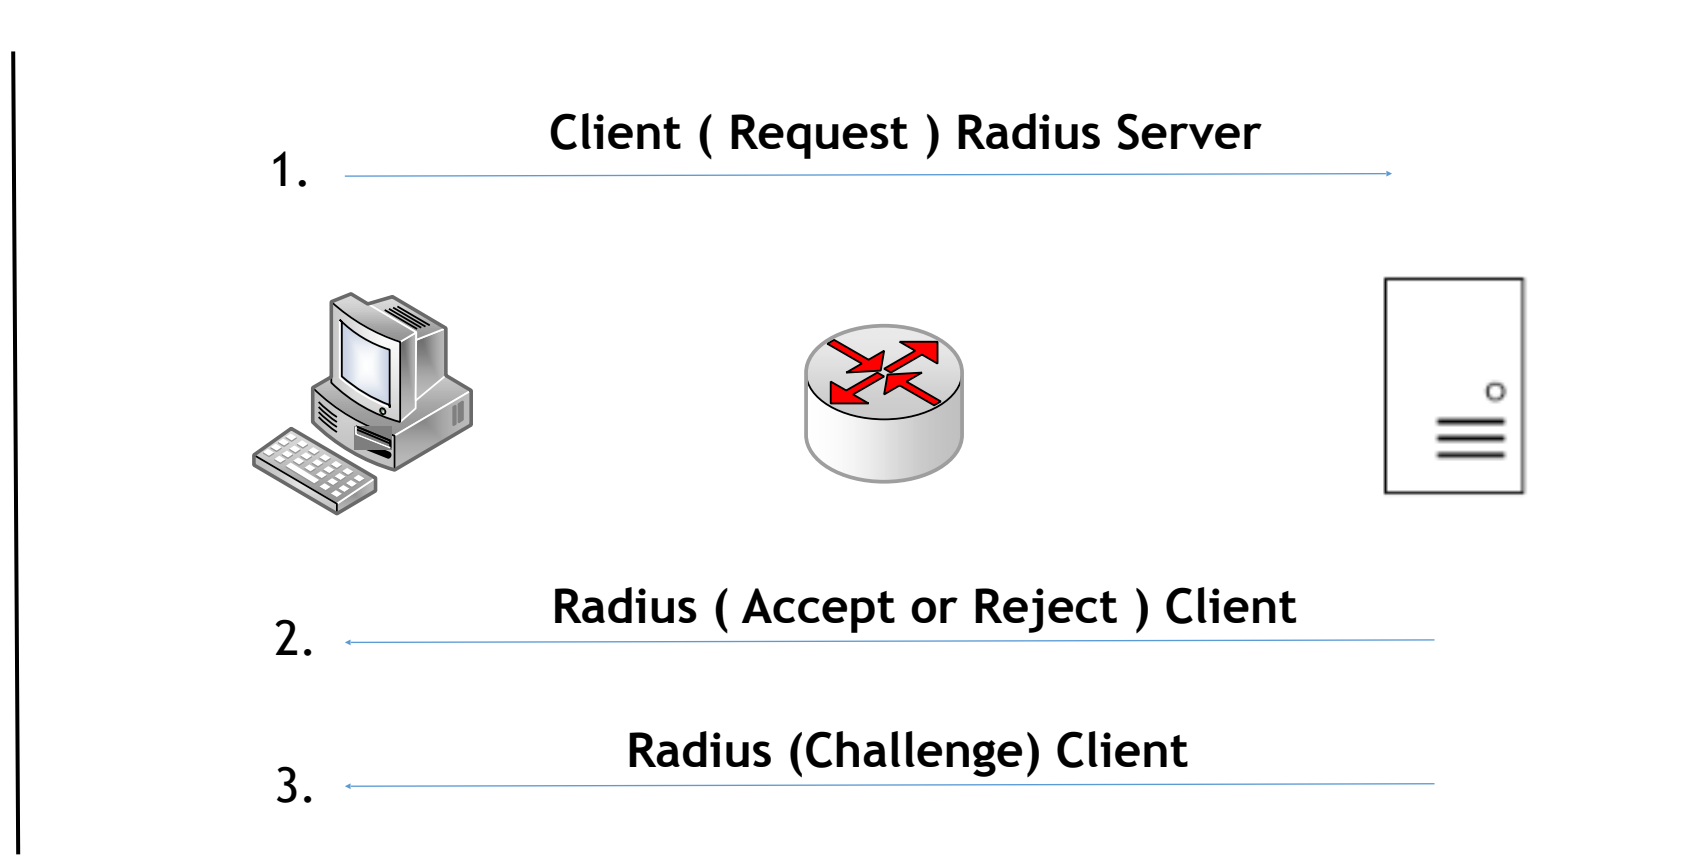 Client ( Request ) Radius Server
1.
Radius ( Accept or Reject ) Client
2.
Radius (Challenge) Client
3.